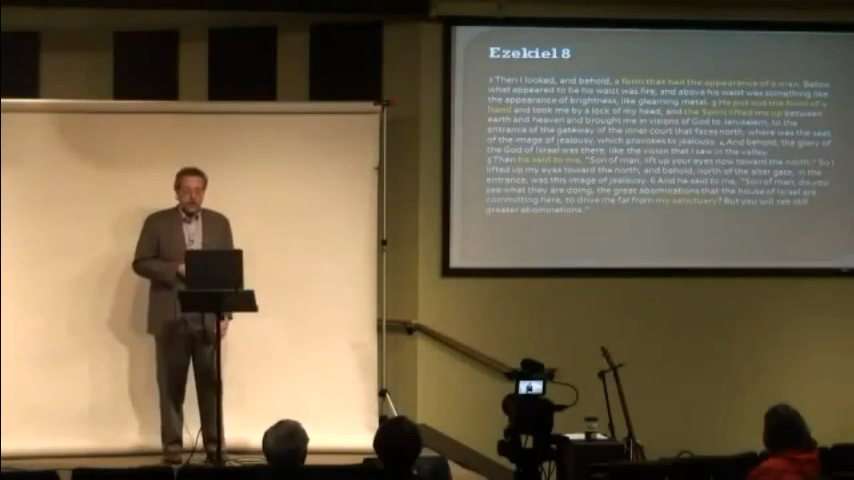 Ezekiel 8
2 Then I looked, and behold, a form that had the appearance of a man. Below
what appeared to be his waist was fire, and above his waist was something like
the appearance of brightness, like gleaming metal. 3 He put out the form of a
hand and took me by a lock of my head, and the Spirit lifted me up between
earth and heaven and brought me in visions of God to Jerusalem, to the
entrance of the gateway of the inner court that faces north, where was the seat
of the image of jealousy, which provokes to jealousy. 4 And behold, the glory of
the God of Israel was there, like the vision that I saw in the valley.
5 Then he said to me, "Son of man, lift up your eyes now toward the north." So I
lifted up my eyes toward the north, and behold, north of the altar gate, in the
entrance, was this image of jealousy. 6 And he said to me, "Son of man, do you
see what they are doing, the great abominations that the house of Israel are
committing here, to drive me far from my sanctuary? But you will see still
greater abominations."